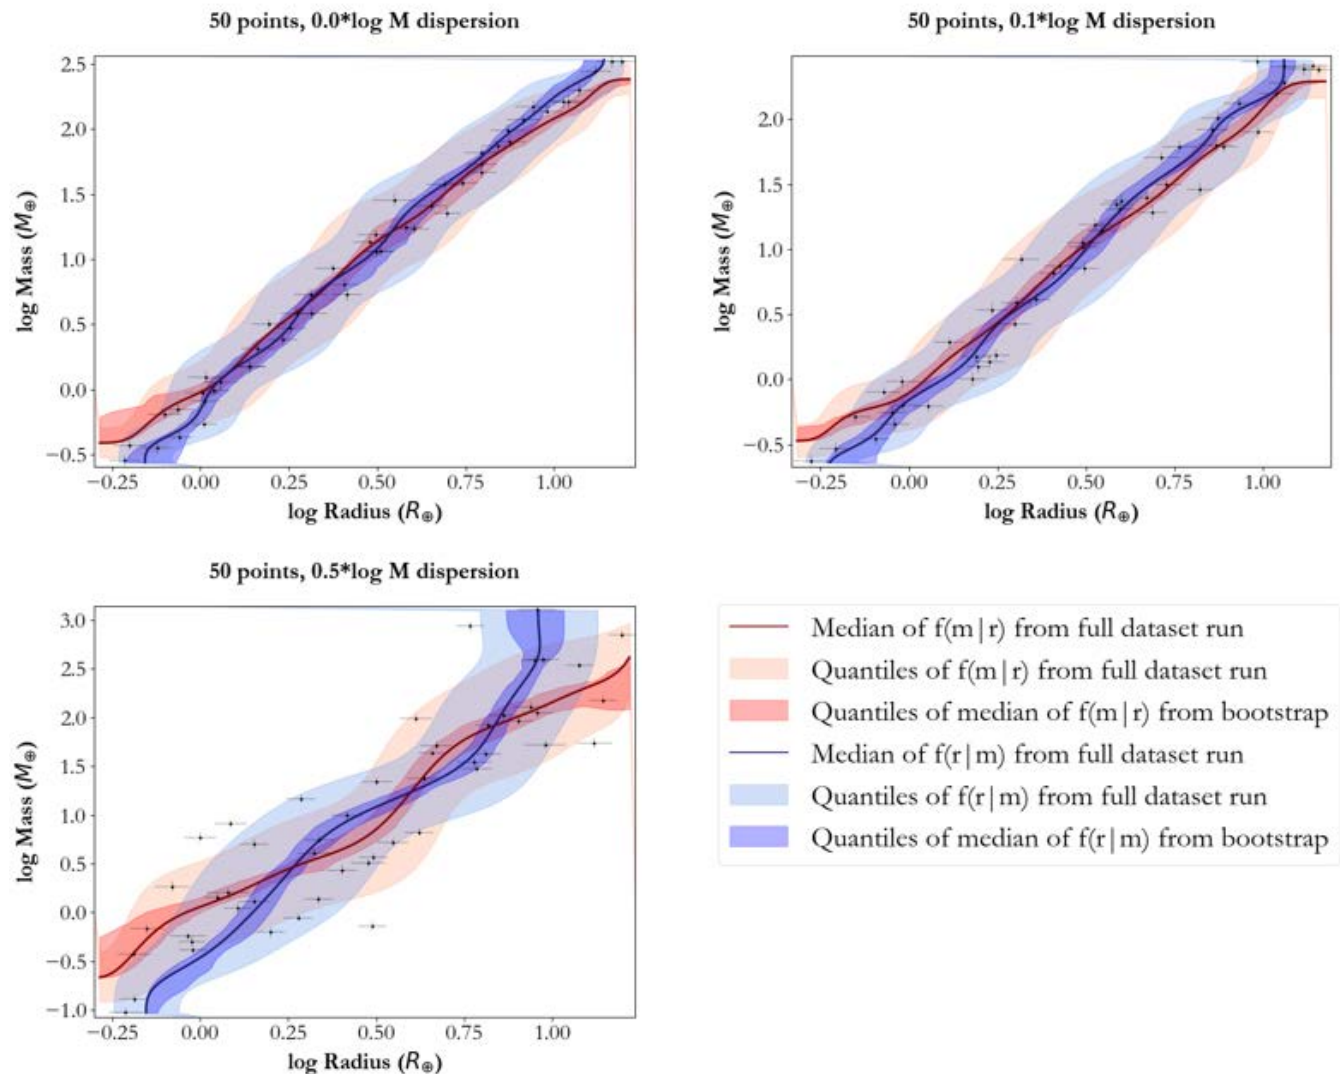 50 points, 0.0*log M dispersion
2.5
2.0
1.5
1.0
0.5
0.0
−0.5
log Mass (M⊕)
−0.25 0.00 0.25 0.50 0.75 1.00
log Radius (R⊕)
50 points, 0.1*log M dispersion
2.0
1.5
1.0
0.5
0.0
−0.5
log Mass (M⊕)
−0.25 0.00 0.25 0.50 0.75 1.00
log Radius (R⊕)
50 points, 0.5*log M dispersion
3.0
2.5
2.0
1.5
1.0
0.5
0.0
−0.5
−1.0
log Mass (M⊕)
−0.25 0.00 0.25 0.50 0.75 1.00
log Radius (R⊕)
Median of f(m|r) from full dataset run
Quantiles of f(m|r) from full dataset run
Quantiles of median of f(m|r) from bootstrap
Median of f(r|m) from full dataset run
Quantiles of f(r|m) from full dataset run
Quantiles of median of f(r|m) from bootstrap